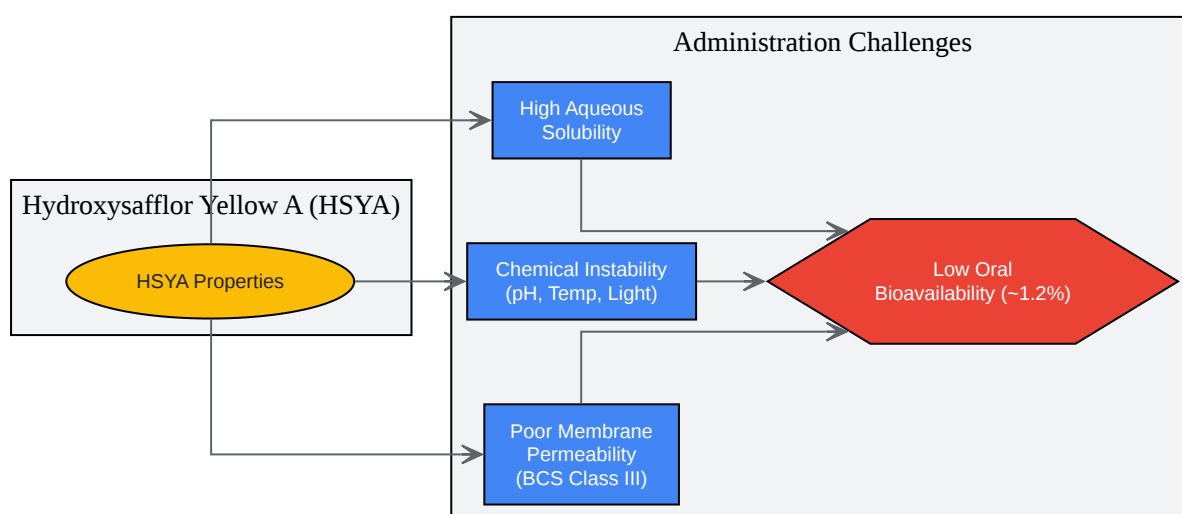 Administration Challenges
High Aqueous
Solubility
Hydroxysafflor Yellow A (HSYA)
HSYA Properties
Chemical Instability
(pH, Temp, Light)
Low Oral
Bioavailability (~1.2%)
Poor Membrane
Permeability
(BCS Class III)